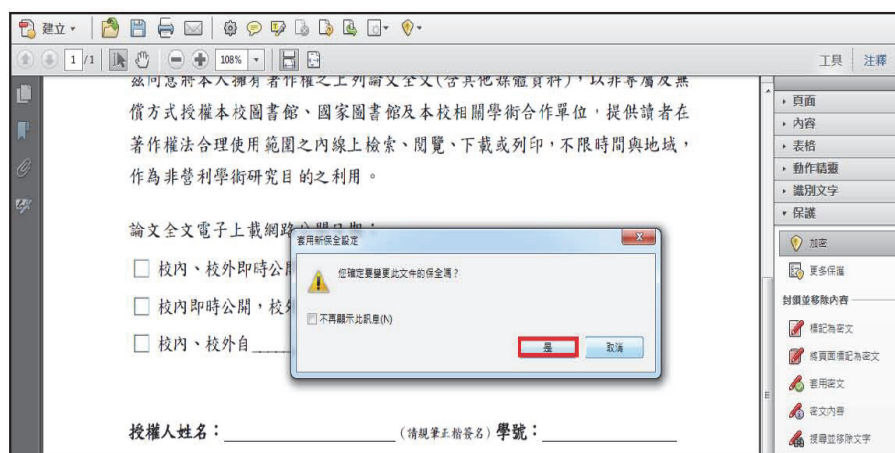 建立
1 /1
108%
工具 注釋
茲同意將本人擁有著作權之上列論文全文(含其他媒體資料)，以非專屬及無
償方式授權本校圖書館、國家圖書館及本校相關學術合作單位，提供讀者在
著作權法合理使用範圍之內線上檢索、閱覽、下載或列印，不限時間與地域，
作為非營利學術研究目的之利用。
論文全文電子上載網路公開日期：
校內、校外即時公開
校內即時公開，校外
校內、校外自
授權人姓名： (請親筆正楷簽名) 學號：
套用新保全設定
您確定要變更此文件的保全嗎？
不再顯示此訊息(N)
是 取消
頁面
內容
表格
動作精靈
識別文字
保護
加密
更多保護
封鎖並移除內容
標記為密文
將頁面標記為密文
套用密文
密文內容
搜尋並移除文字